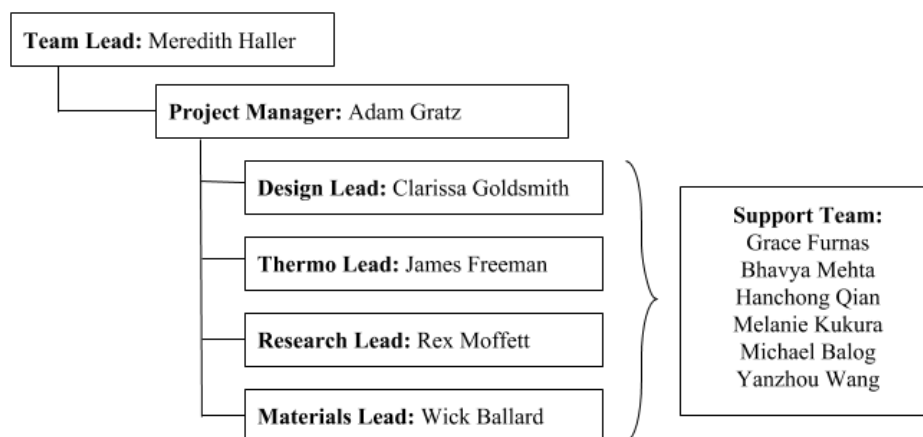 Team Lead: Meredith Haller
Project Manager: Adam Gratz
Design Lead: Clarissa Goldsmith
Thermo Lead: James Freeman
Research Lead: Rex Moffett
Materials Lead: Wick Ballard
Support Team:
Grace Furnas
Bhavya Mehta
Hanchong Qian
Melanie Kukura
Michael Balog
Yanzhou Wang